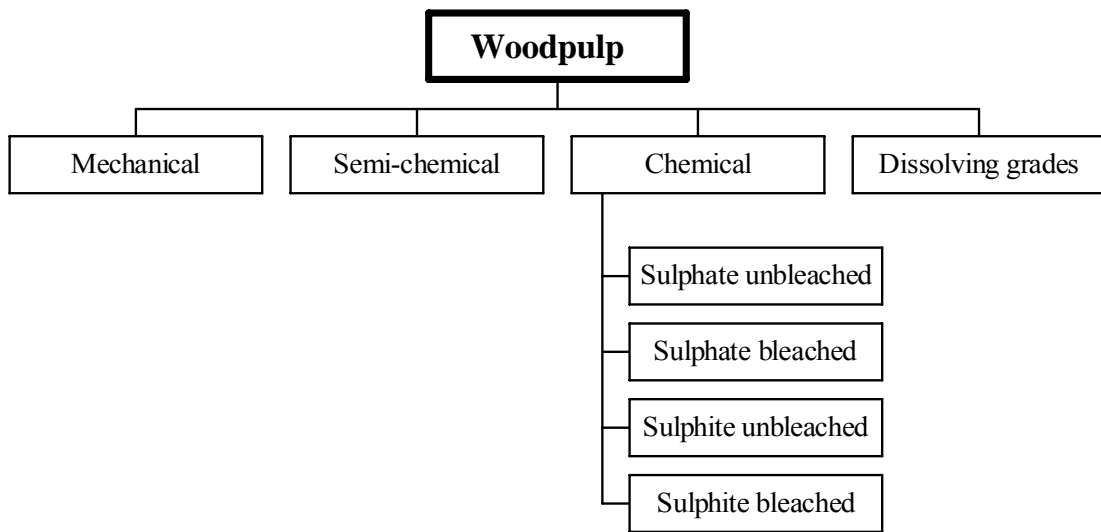 Woodpulp
Mechanical
Semi-chemical
Chemical
Dissolving grades
Sulphate unbleached
Sulphate bleached
Sulphite unbleached
Sulphite bleached